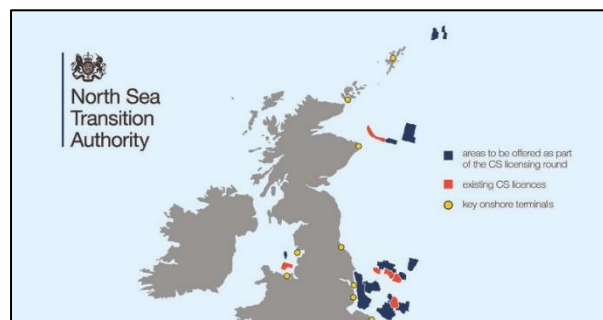 North Sea
Transition
Authority
areas to be offered as part
of the CS licensing round
existing CS licences
key onshore terminals